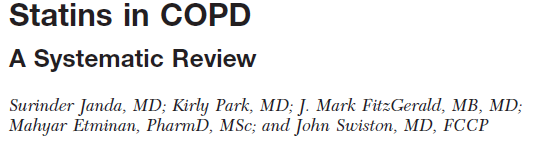 Statins in COPD
A Systematic Review
Surinder Janda, MD; Kirly Park, MD; J. Mark FitzGerald, MB, MD;
Mahyar Etminan, PharmD, MSc; and John Swiston, MD, FCCP